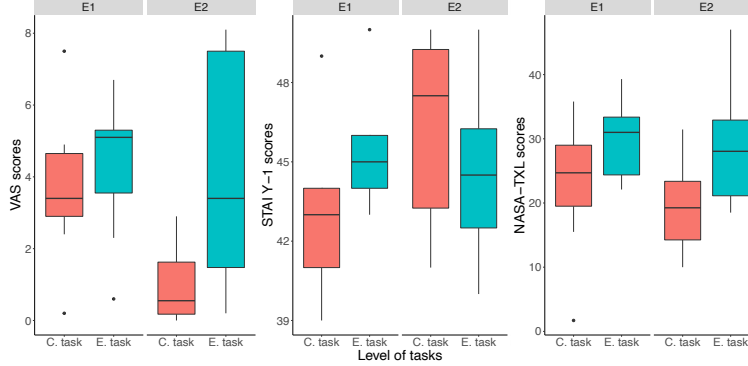 E1 E2
VAS scores
8
6
4
2
0
C. task E. task C. task E. task
E1 E2
STAI Y−1 scores
48
45
42
39
C. task E. task C. task E. task
E1 E2
NASA−TXL scores
40
30
20
10
0
C. task E. task C. task E. task
Level of tasks